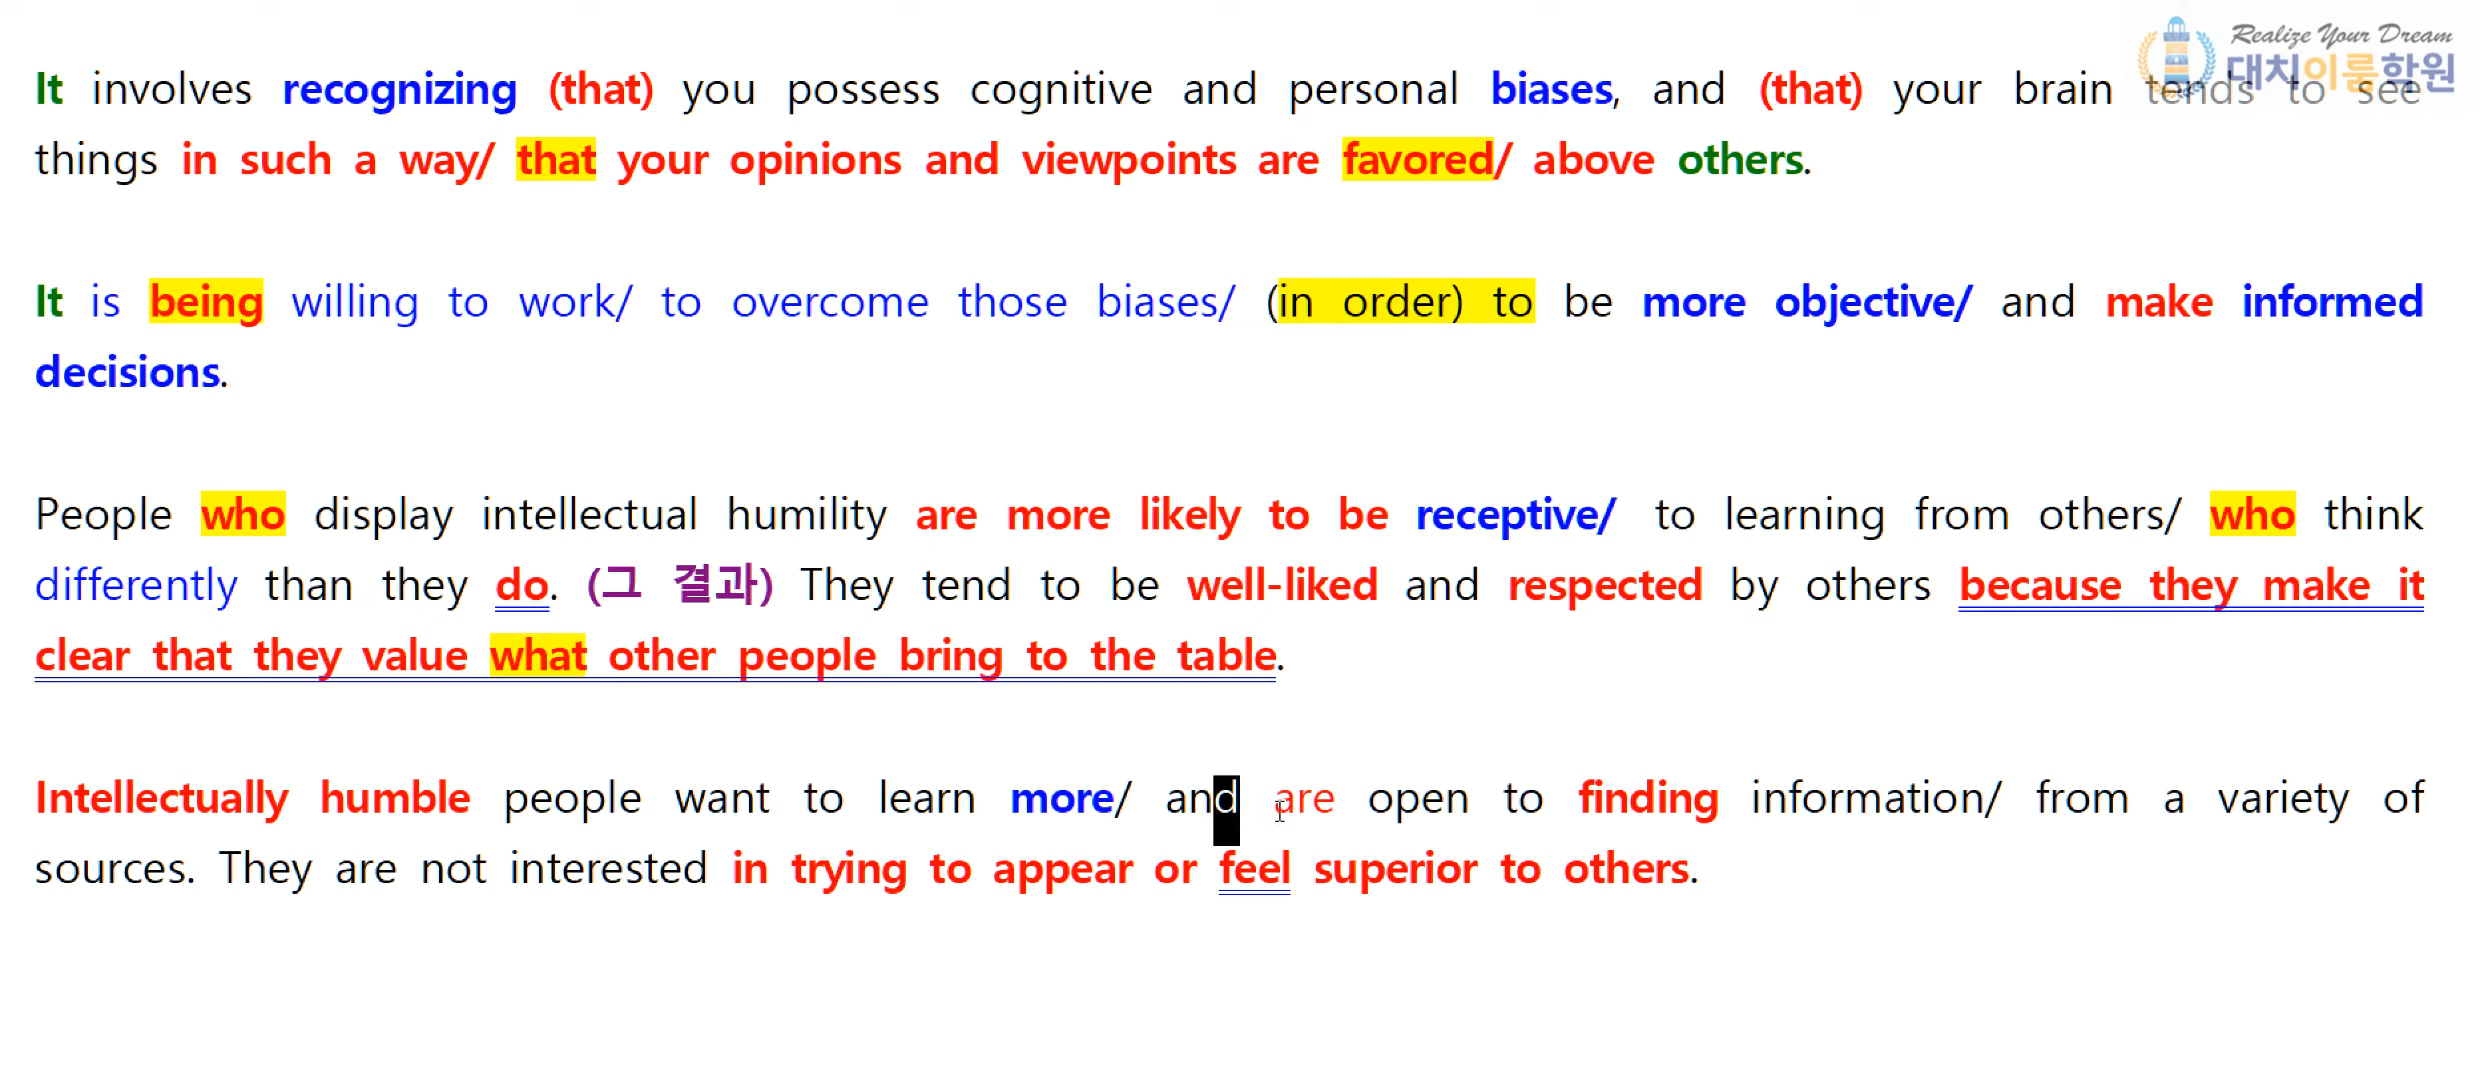 Realize Your Dream
대치이룸학원
It involves recognizing (that) you possess cognitive and personal biases, and (that) your brain tends to see
things in such a way/ that your opinions and viewpoints are favored/ above others.
It is being willing to work/ to overcome those biases/ (in order) to be more objective/ and make informed
decisions.
People who display intellectual humility are more likely to be receptive/ to learning from others/ who think
differently than they do. (그 결과) They tend to be well-liked and respected by others because they make it
clear that they value what other people bring to the table.
Intellectually humble people want to learn more/ and are open to finding information/ from a variety of
sources. They are not interested in trying to appear or feel superior to others.